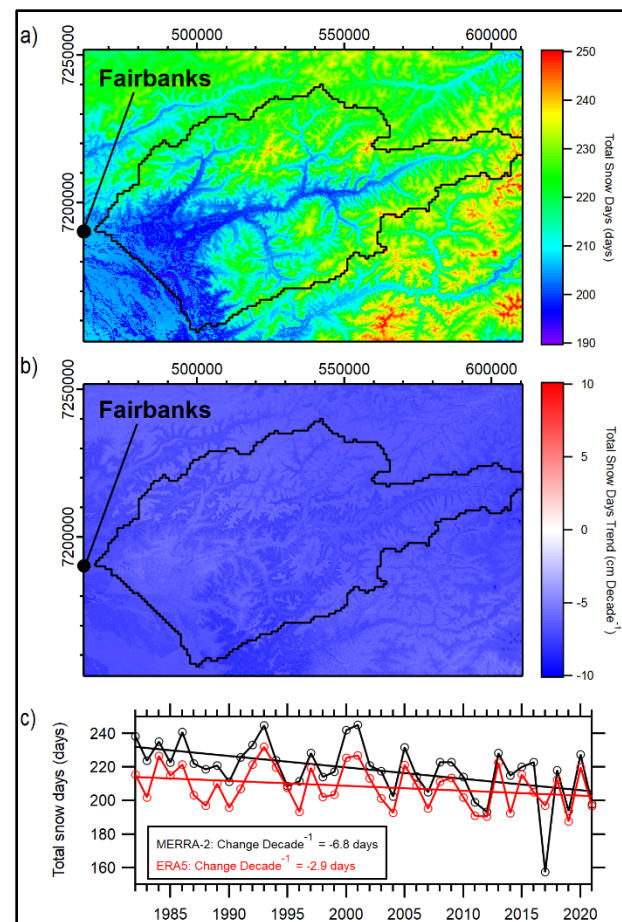 a)
500000 550000 600000
Fairbanks
7250000
7200000
250
240
230
220
210
200
190
Total Snow Days (days)
b)
500000 550000 600000
Fairbanks
7250000
7200000
10
5
0
-5
-10
Total Snow Days Trend (cm Decade⁻¹)
c)
Total snow days (days)
240
220
200
180
160
MERRA-2: Change Decade⁻¹ = -6.8 days
ERA5: Change Decade⁻¹ = -2.9 days
1985 1990 1995 2000 2005 2010 2015 2020